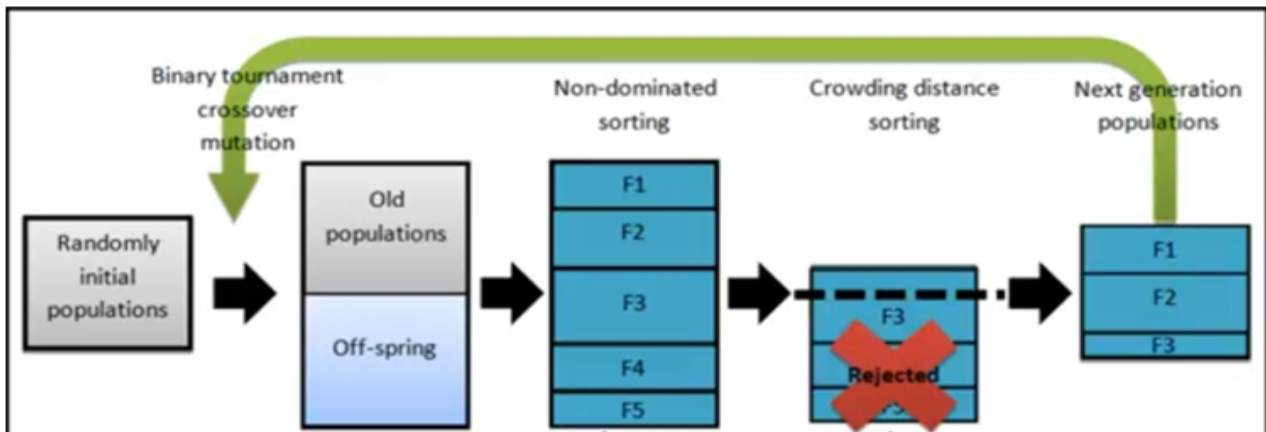 Binary tournament
crossover
mutation
Non-dominated
sorting
Crowding distance
sorting
Next generation
populations
Randomly
initial
populations
Old
populations
Off-spring
F1
F2
F3
F4
F5
F3
Rejected
F1
F2
F3